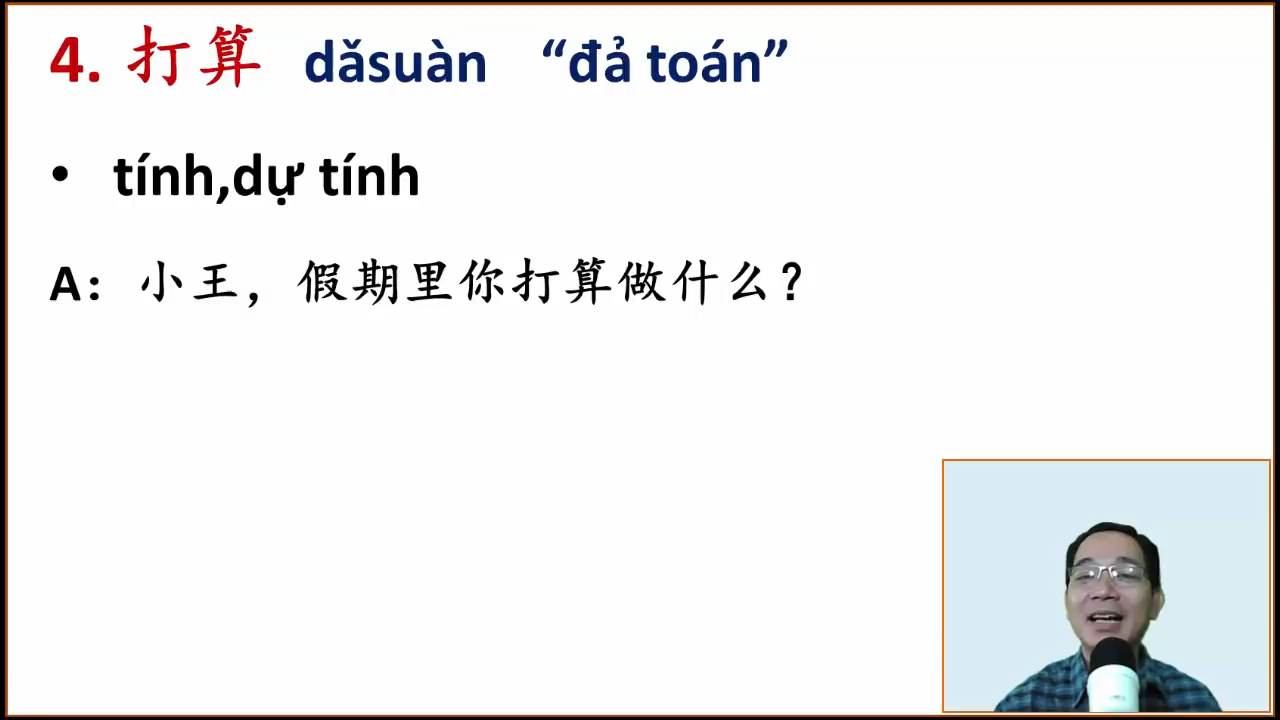 4. 打算 dǎsuàn “đả toán”
• tính,dự tính
A：小王，假期里你打算做什么？